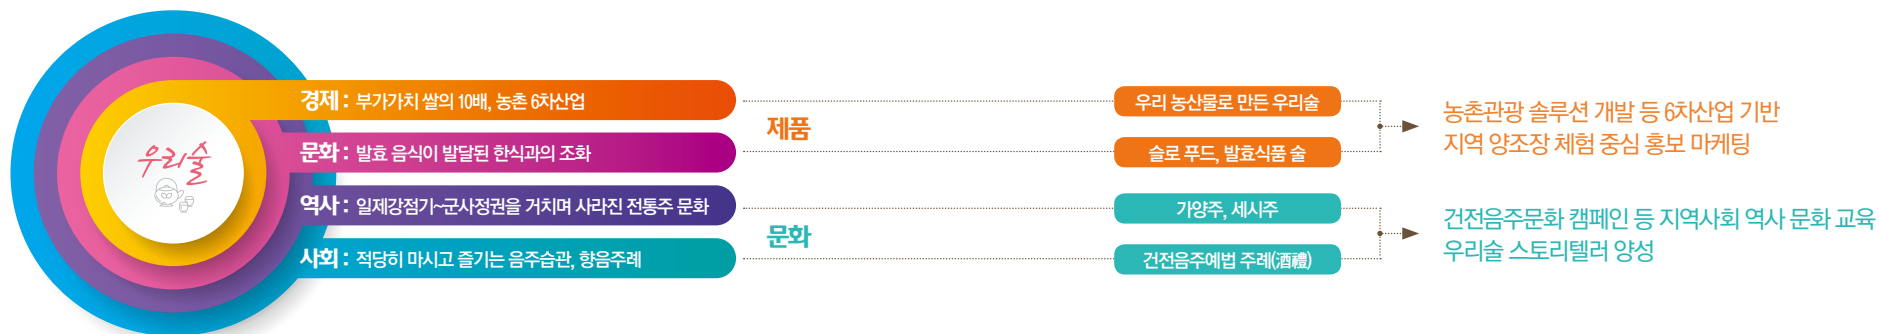 우리술
경제 : 부가가치 쌀의 10배, 농촌 6차산업
문화 : 발효 음식이 발달된 한식과의 조화
역사 : 일제강점기~군사정권을 거치며 사라진 전통주 문화
사회 : 적당히 마시고 즐기는 음주습관, 향음주례
제품
문화
우리 농산물로 만든 우리술
슬로 푸드, 발효식품 술
가양주, 세시주
건전음주예법 주례(酒禮)
농촌관광 솔루션 개발 등 6차산업 기반
지역 양조장 체험 중심 홍보 마케팅
건전음주문화 캠페인 등 지역사회 역사 문화 교육
우리술 스토리텔러 양성